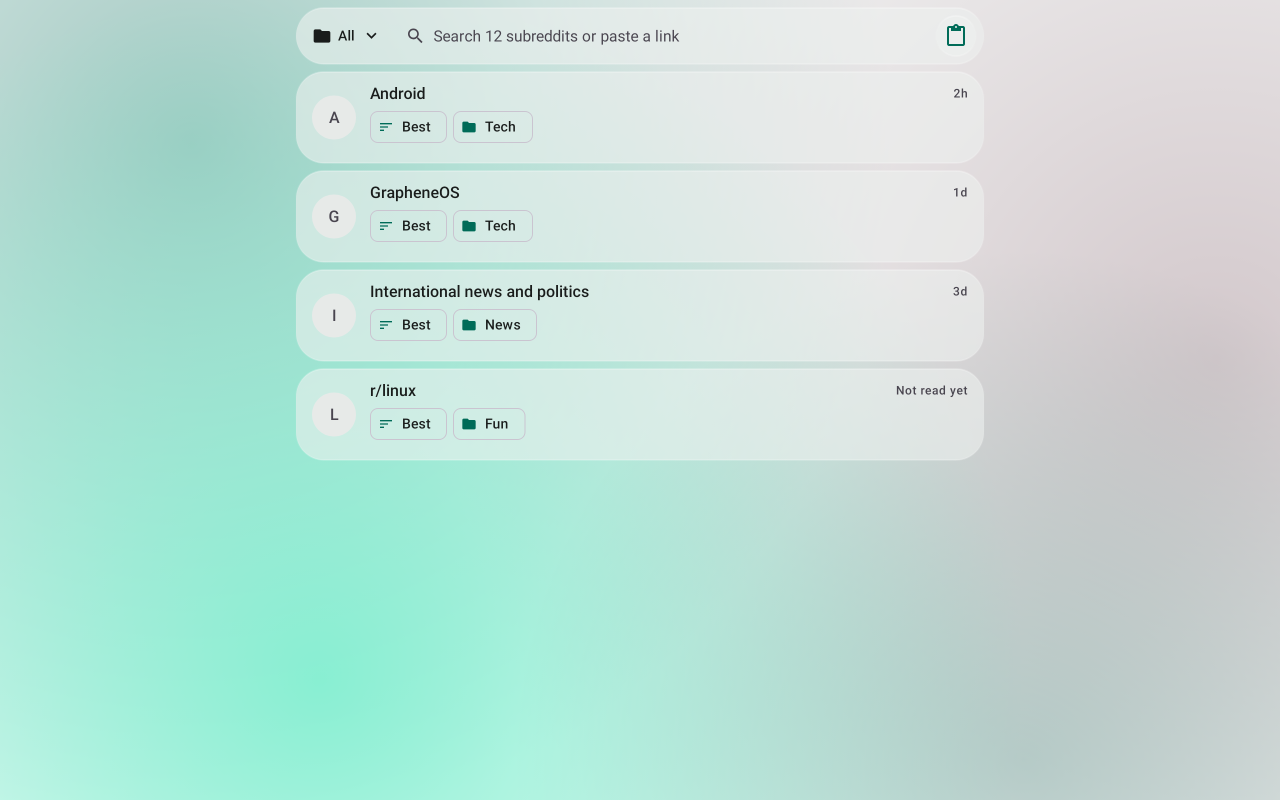 All Search 12 subreddits or paste a link
A Android 2h
Best Tech
G GrapheneOS 1d
Best Tech
I International news and politics 3d
Best News
L r/linux Not read yet
Best Fun